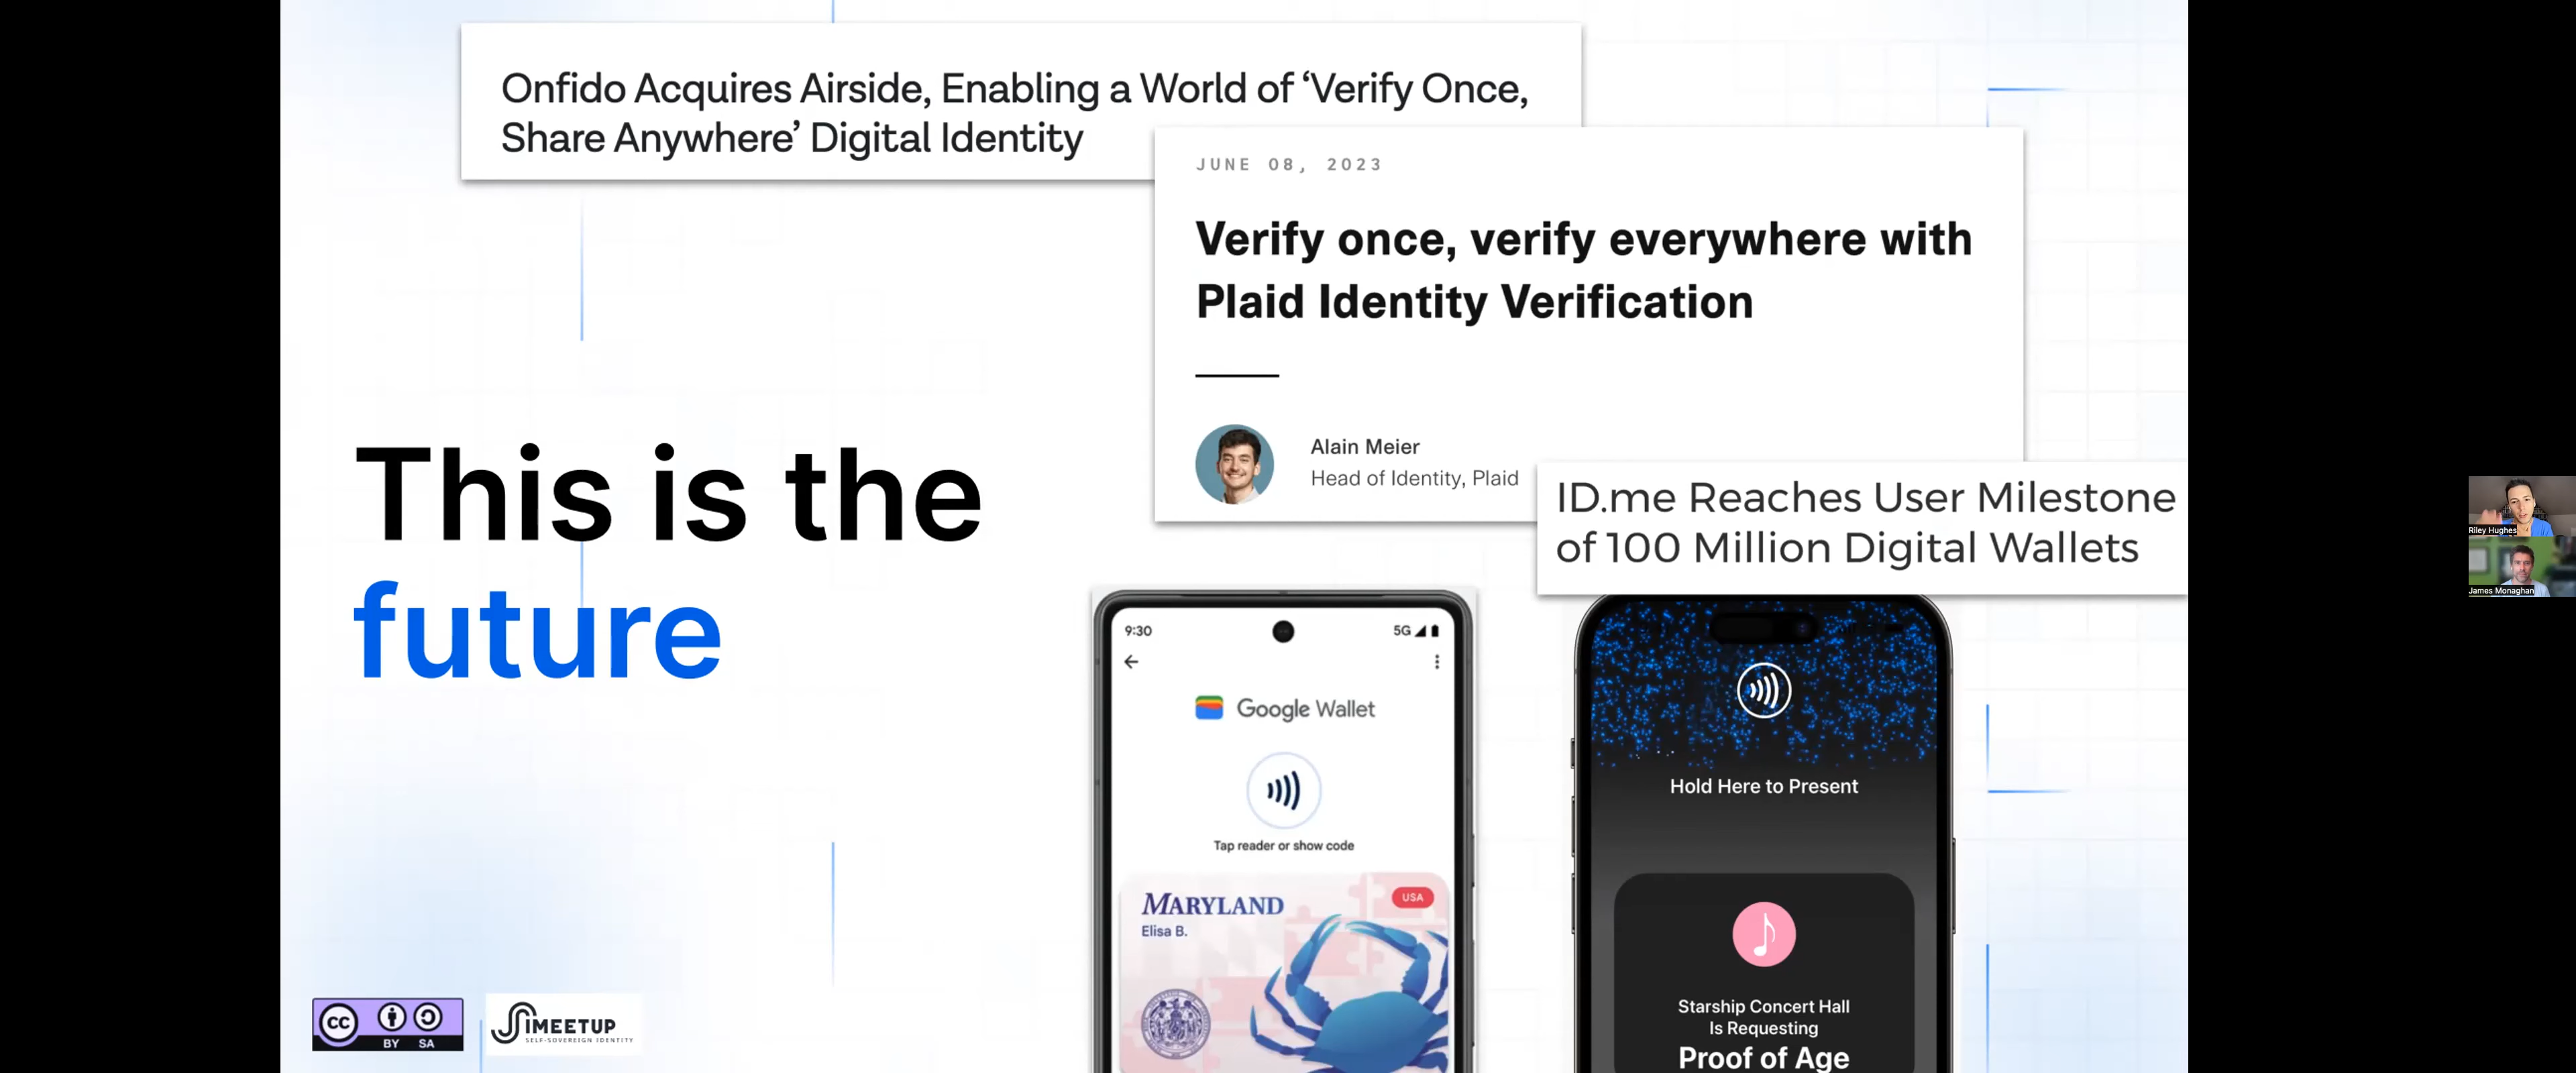 Onfido Acquires Airside, Enabling a World of ‘Verify Once,
Share Anywhere’ Digital Identity
JUNE 08, 2023
Verify once, verify everywhere with
Plaid Identity Verification
Alain Meier
Head of Identity, Plaid
ID.me Reaches User Milestone
of 100 Million Digital Wallets
This is the
future
9:30
5G
Google Wallet
Tap reader or show code
MARYLAND
USA
Elisa B.
Hold Here to Present
Starship Concert Hall
Is Requesting
Proof of Age
cc
BY SA
SSIMEETUP
SELF-SOVEREIGN IDENTITY
Riley Hughes
James Monaghan